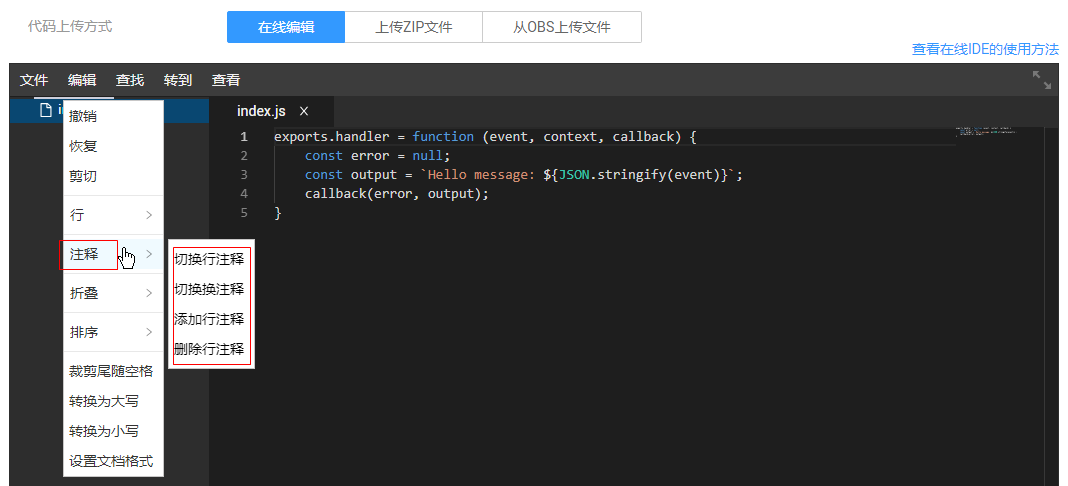 代码上传方式 在线编辑 上传ZIP文件 从OBS上传文件
查看在线IDE的使用方法
文件 编辑 查找 转到 查看
index.js X
撤销
恢复
剪切
行 >
注释 >
折叠 >
排序 >
裁剪尾随空格
转换为大写
转换为小写
设置文档格式
切换行注释
切换换注释
添加行注释
删除行注释
1 exports.handler = function (event, context, callback) {
2 const error = null;
3 const output = `Hello message: ${JSON.stringify(event)}`;
4 callback(error, output);
5 }